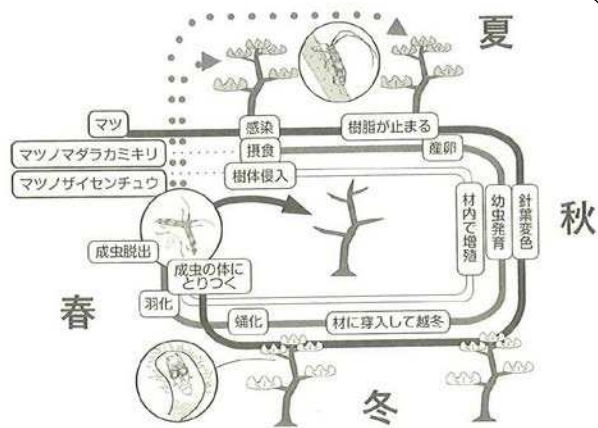 夏
マツ
感染
樹脂が止まる
マツノマダラカミキリ
摂食
産卵
マツノザイセンチュウ
樹体侵入
材内で増殖
幼虫発育
針葉変色
秋
成虫脱出
成虫の体に
とりつく
春
羽化
蛹化
材に穿入して越冬
冬